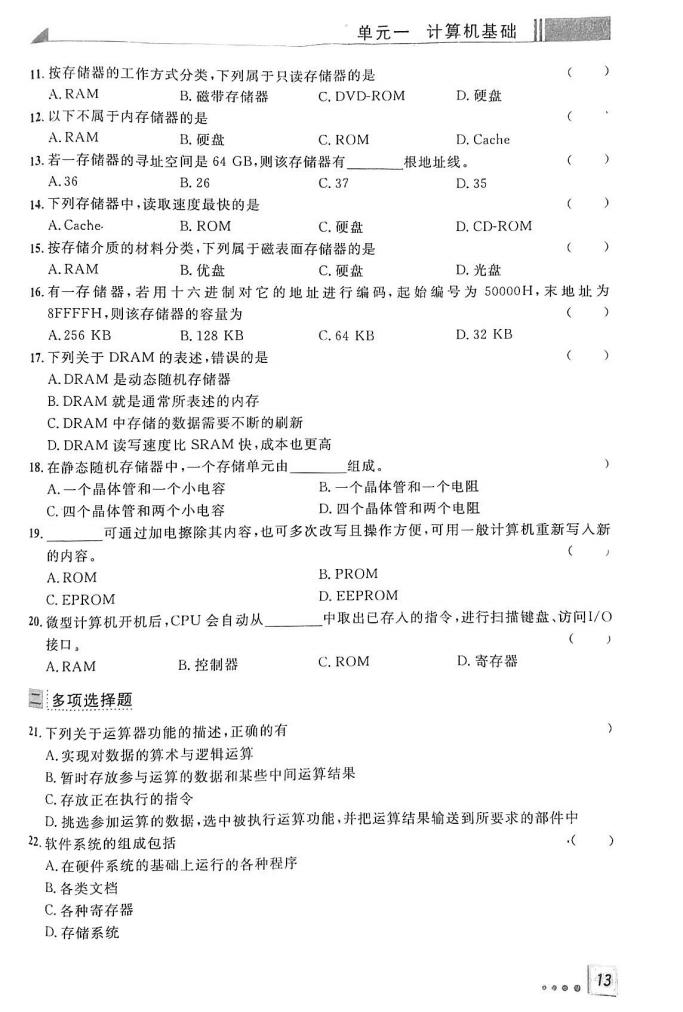 单元一 计算机基础
11. 按存储器的工作方式分类,下列属于只读存储器的是 ( )
A. RAM B. 磁带存储器 C. DVD-ROM D. 硬盘
12. 以下不属于内存储器的是 (
A. RAM B. 硬盘 C. ROM D. Cache
13. 若一存储器的寻址空间是 64 GB,则该存储器有______根地址线。 ( )
A. 36 B. 26 C. 37 D. 35
14. 下列存储器中,读取速度最快的是 ( )
A. Cache B. ROM C. 硬盘 D. CD-ROM
15. 按存储介质的材料分类,下列属于磁表面存储器的是 ( )
A. RAM B. 优盘 C. 硬盘 D. 光盘
16. 有一存储器,若用十六进制对它的地址进行编码,起始编号为 50000H,末地址为
8FFFFH,则该存储器的容量为 ( )
A. 256 KB B. 128 KB C. 64 KB D. 32 KB
17. 下列关于 DRAM 的表述,错误的是 ( )
A. DRAM 是动态随机存储器
B. DRAM 就是通常所表述的内存
C. DRAM 中存储的数据需要不断的刷新
D. DRAM 读写速度比 SRAM 快,成本也更高
18. 在静态随机存储器中,一个存储单元由______组成。 )
A. 一个晶体管和一个小电容 B. 一个晶体管和一个电阻
C. 四个晶体管和两个小电容 D. 四个晶体管和两个电阻
19. ______可通过加电擦除其内容,也可多次改写且操作方便,可用一般计算机重新写入新
的内容。 ( )
A. ROM B. PROM
C. EPROM D. EEPROM
20. 微型计算机开机后,CPU 会自动从______中取出已存入的指令,进行扫描键盘、访问I/O
接口。 ( )
A. RAM B. 控制器 C. ROM D. 寄存器
二 多项选择题
21. 下列关于运算器功能的描述,正确的有 )
A. 实现对数据的算术与逻辑运算
B. 暂时存放参与运算的数据和某些中间运算结果
C. 存放正在执行的指令
D. 挑选参加运算的数据,选中被执行运算功能,并把运算结果输送到所要求的部件中
22. 软件系统的组成包括 ( )
A. 在硬件系统的基础上运行的各种程序
B. 各类文档
C. 各种寄存器
D. 存储系统
13